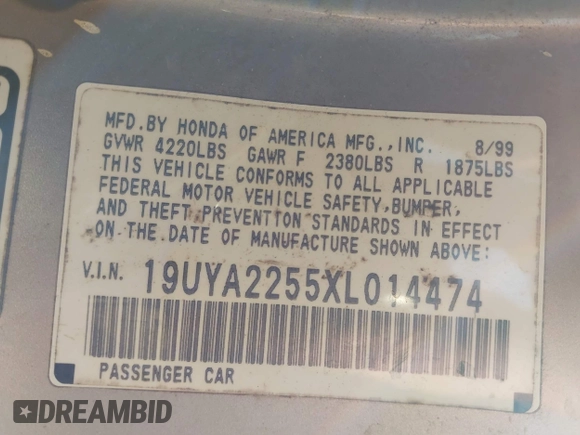 MFD.BY HONDA OF AMERICA MFG.,INC. 8/99
GVWR 4220LBS GAWR F 2380LBS R 1875LBS
THIS VEHICLE CONFORMS TO ALL APPLICABLE
FEDERAL MOTOR VEHICLE SAFETY,BUMPER,
AND THEFT PREVENTION STANDARDS IN EFFECT
ON THE DATE OF MANUFACTURE SHOWN ABOVE:
V.I.N. 19UYA2255XL014474
PASSENGER CAR
DREAMBID